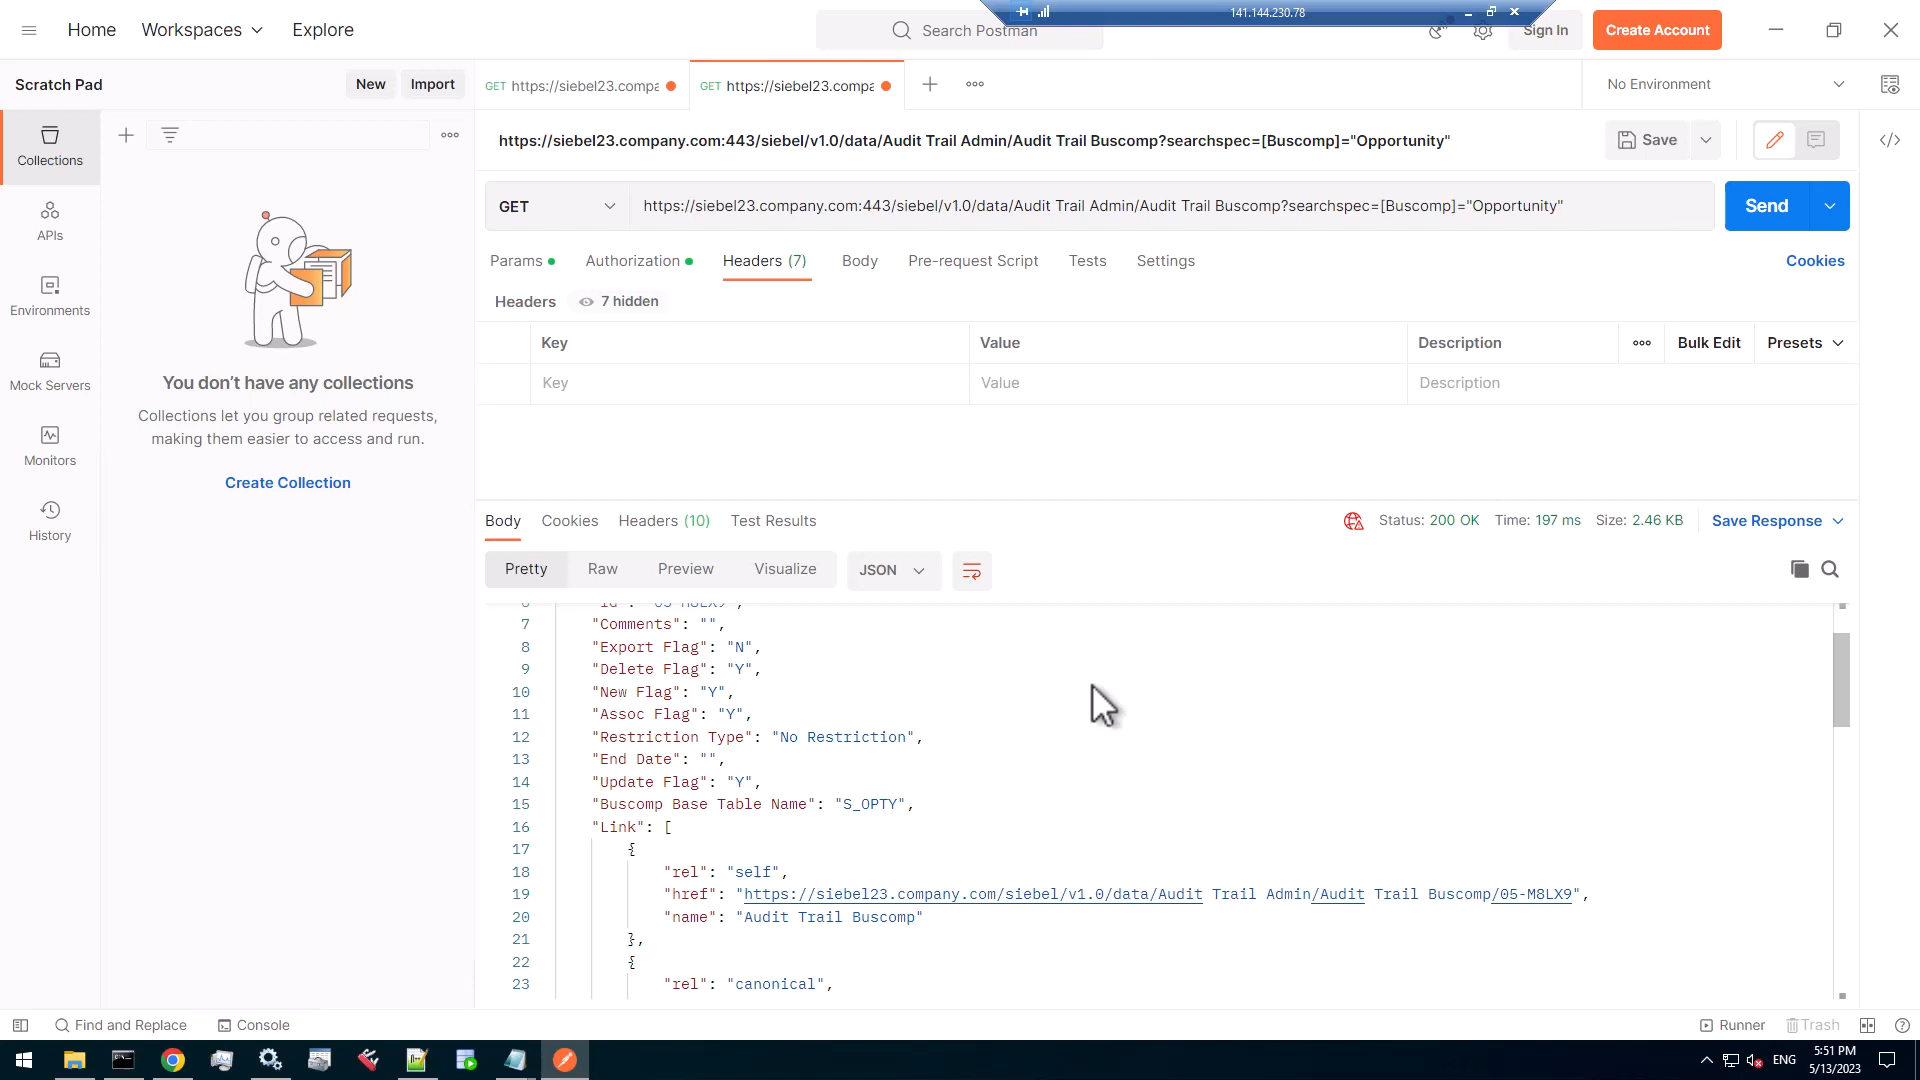 141.144.230.78
Home Workspaces Explore
Search Postman
Sign In
Create Account
Scratch Pad
New
Import
GET https://siebel23.compa
GET https://siebel23.compa
No Environment
Collections
https://siebel23.company.com:443/siebel/v1.0/data/Audit Trail Admin/Audit Trail Buscomp?searchspec=[Buscomp]="Opportunity"
Save
APIs
GET
https://siebel23.company.com:443/siebel/v1.0/data/Audit Trail Admin/Audit Trail Buscomp?searchspec=[Buscomp]="Opportunity"
Send
Params Authorization Headers (7) Body Pre-request Script Tests Settings
Cookies
Environments
Headers 7 hidden
Key Value Description Bulk Edit Presets
Key Value Description
Mock Servers
You don't have any collections
Collections let you group related requests,
making them easier to access and run.
Create Collection
Monitors
History
Body Cookies Headers (10) Test Results
Status: 200 OK Time: 197 ms Size: 2.46 KB Save Response
Pretty Raw Preview Visualize JSON
6 "Id": "05-M8LX9",
7 "Comments": "",
8 "Export Flag": "N",
9 "Delete Flag": "Y",
10 "New Flag": "Y",
11 "Assoc Flag": "Y",
12 "Restriction Type": "No Restriction",
13 "End Date": "",
14 "Update Flag": "Y",
15 "Buscomp Base Table Name": "S_OPTY",
16 "Link": [
17 {
18 "rel": "self",
19 "href": "https://siebel23.company.com/siebel/v1.0/data/Audit Trail Admin/Audit Trail Buscomp/05-M8LX9",
20 "name": "Audit Trail Buscomp"
21 },
22 {
23 "rel": "canonical",
Find and Replace Console
Runner Trash
ENG
5:51 PM
5/13/2023